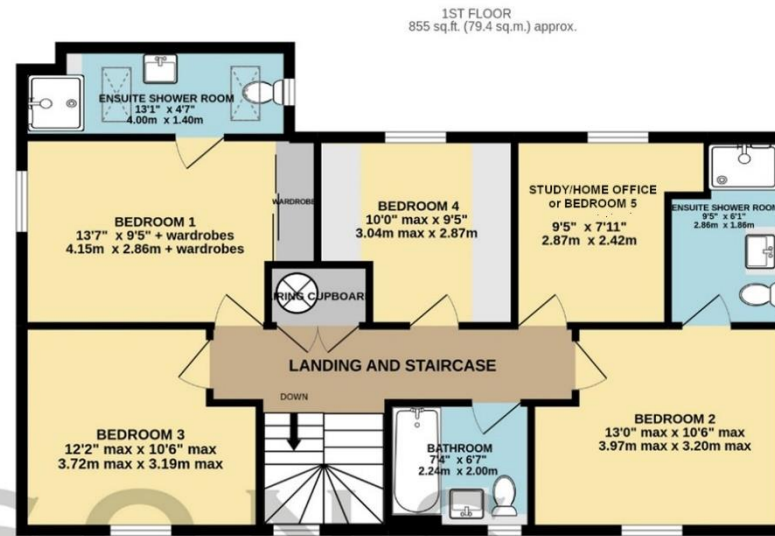 1ST FLOOR
855 sq.ft. (79.4 sq.m.) approx.
ENSUITE SHOWER ROOM
13'1" x 4'7"
4.00m x 1.40m
BEDROOM 1
13'7" x 9'5" + wardrobes
4.15m x 2.86m + wardrobes
WARDROBE
BEDROOM 4
10'0" max x 9'5"
3.04m max x 2.87m
STUDY/HOME OFFICE
or BEDROOM 5
9'5" x 7'11"
2.87m x 2.42m
ENSUITE SHOWER ROOM
9'5" x 6'1"
2.86m x 1.86m
IRING CUPBOAR
LANDING AND STAIRCASE
DOWN
BEDROOM 3
12'2" max x 10'6" max
3.72m max x 3.19m max
BATHROOM
7'4" x 6'7"
2.24m x 2.00m
BEDROOM 2
13'0" max x 10'6" max
3.97m max x 3.20m max